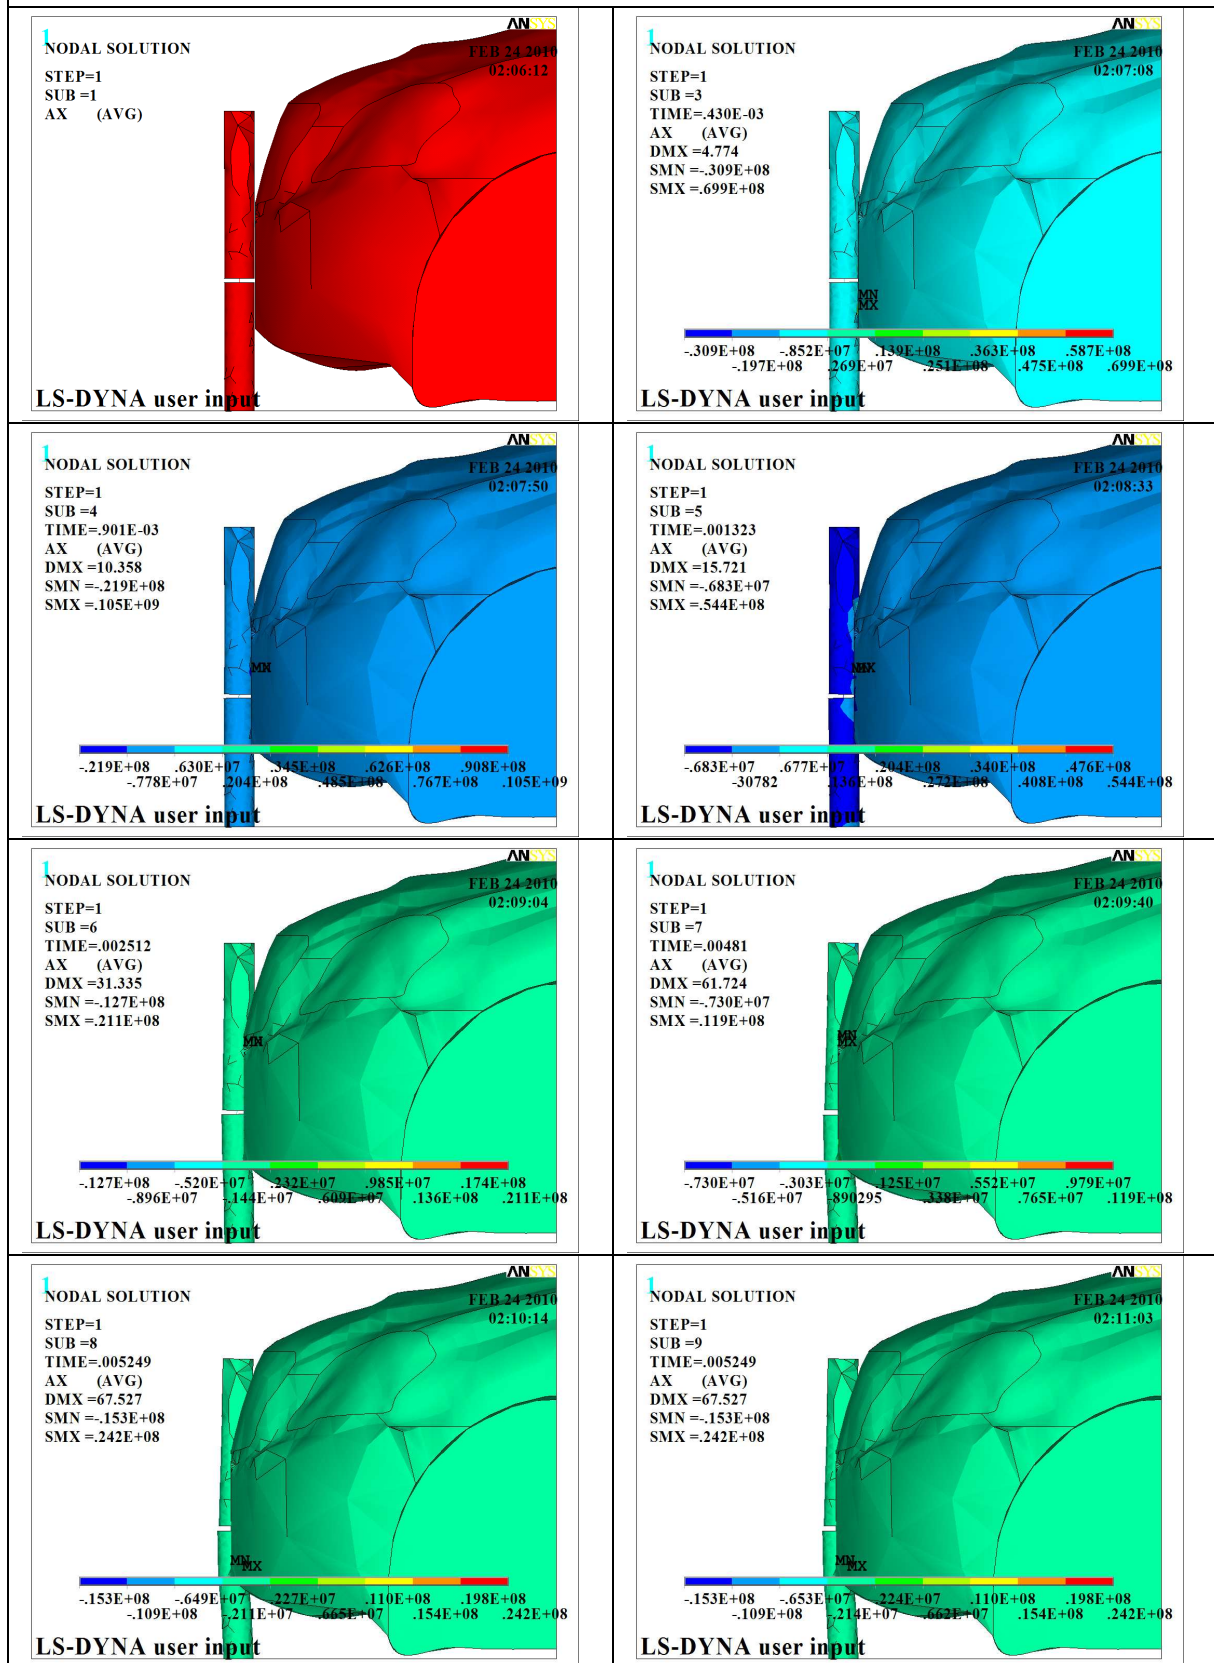 ANSYS
1
NODAL SOLUTION
FEB 24 2010
02:06:12
STEP=1
SUB =1
AX (AVG)
LS-DYNA user input
ANSYS
1
NODAL SOLUTION
FEB 24 2010
02:07:08
STEP=1
SUB =3
TIME=.430E-03
AX (AVG)
DMX =4.774
SMN =-.309E+08
SMX =.699E+08
MN
MX
-.309E+08 -.852E+07 .139E+08 .363E+08 .587E+08
-.197E+08 .269E+07 .251E+08 .475E+08 .699E+08
LS-DYNA user input
ANSYS
1
NODAL SOLUTION
FEB 24 2010
02:07:50
STEP=1
SUB =4
TIME=.901E-03
AX (AVG)
DMX =10.358
SMN =-.219E+08
SMX =.105E+09
-.219E+08 .630E+07 .345E+08 .626E+08 .908E+08
-.778E+07 .204E+08 .485E+08 .767E+08 .105E+09
LS-DYNA user input
ANSYS
1
NODAL SOLUTION
FEB 24 2010
02:08:33
STEP=1
SUB =5
TIME=.001323
AX (AVG)
DMX =15.721
SMN =-.683E+07
SMX =.544E+08
MN MX
-.683E+07 .677E+07 .204E+08 .340E+08 .476E+08
-30782 .136E+08 .272E+08 .408E+08 .544E+08
LS-DYNA user input
ANSYS
1
NODAL SOLUTION
FEB 24 2010
02:09:04
STEP=1
SUB =6
TIME=.002512
AX (AVG)
DMX =31.335
SMN =-.127E+08
SMX =.211E+08
-.127E+08 -.520E+07 .232E+07 .985E+07 .174E+08
-.896E+07 -.144E+07 .609E+07 .136E+08 .211E+08
LS-DYNA user input
ANSYS
1
NODAL SOLUTION
FEB 24 2010
02:09:40
STEP=1
SUB =7
TIME=.00481
AX (AVG)
DMX =61.724
SMN =-.730E+07
SMX =.119E+08
MN
MX
-.730E+07 -.303E+07 .125E+07 .552E+07 .979E+07
-.516E+07 -890295 .338E+07 .765E+07 .119E+08
LS-DYNA user input
ANSYS
1
NODAL SOLUTION
FEB 24 2010
02:10:14
STEP=1
SUB =8
TIME=.005249
AX (AVG)
DMX =67.527
SMN =-.153E+08
SMX =.242E+08
MN
MX
-.153E+08 -.649E+07 .227E+07 .110E+08 .198E+08
-.109E+08 -.211E+07 .665E+07 .154E+08 .242E+08
LS-DYNA user input
ANSYS
1
NODAL SOLUTION
FEB 24 2010
02:11:03
STEP=1
SUB =9
TIME=.005249
AX (AVG)
DMX =67.527
SMN =-.153E+08
SMX =.242E+08
MN
MX
-.153E+08 -.653E+07 .224E+07 .110E+08 .198E+08
-.109E+08 -.214E+07 .662E+07 .154E+08 .242E+08
LS-DYNA user input